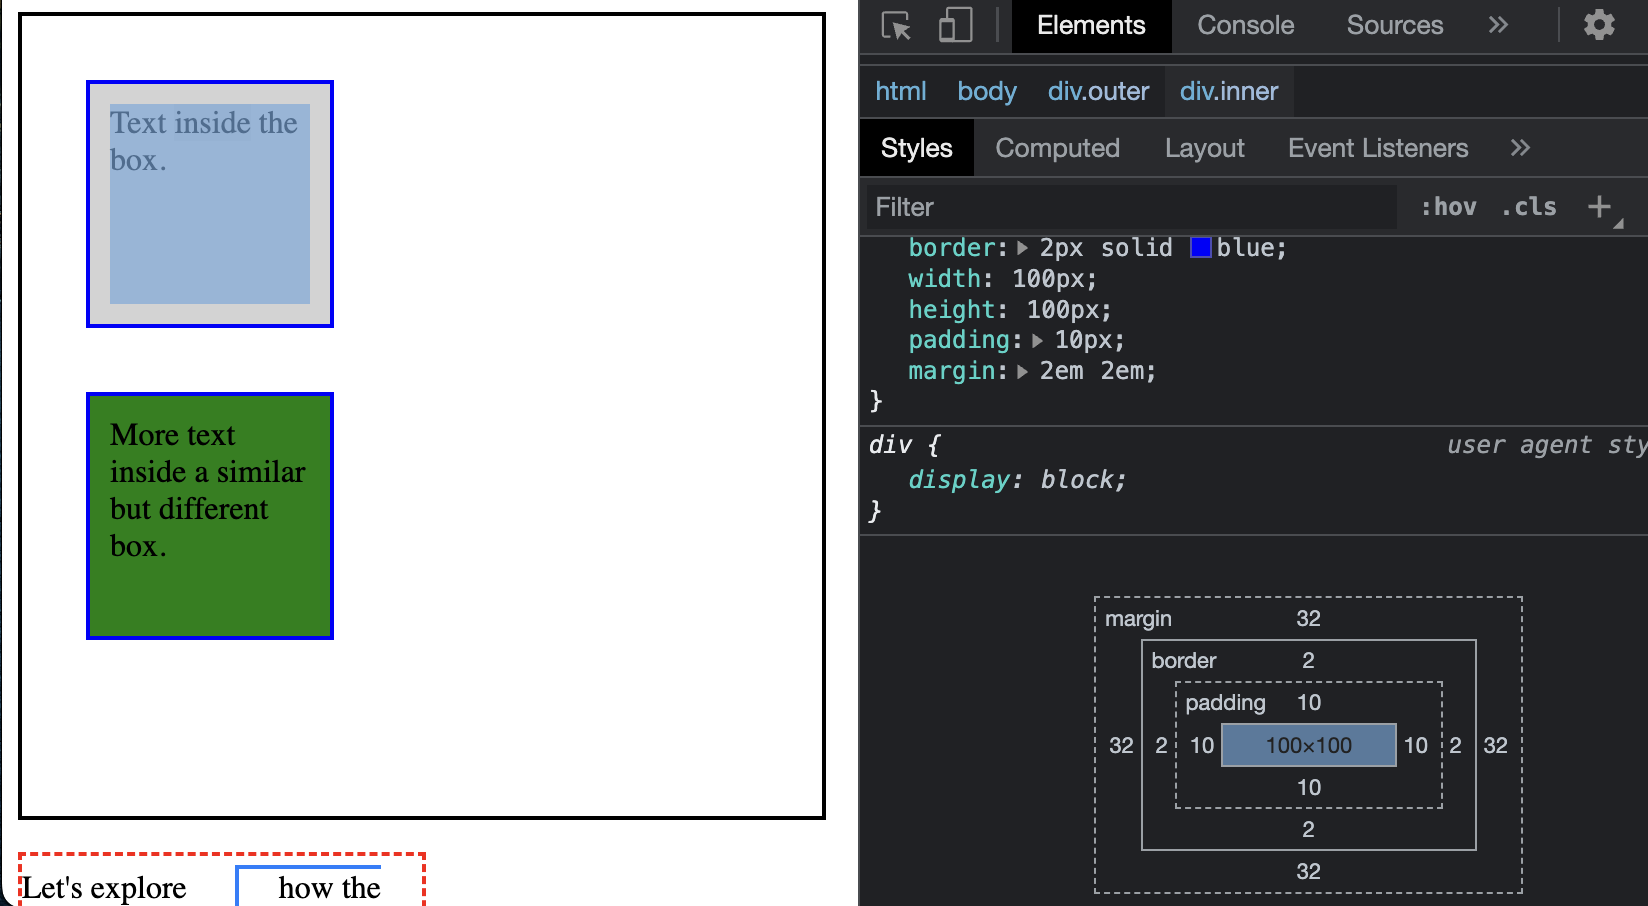 Text inside the
box.
More text
inside a similar
but different
box.
Let's explore how the
Elements Console Sources »
html body div.outer div.inner
Styles Computed Layout Event Listeners »
Filter :hov .cls +
border: 2px solid blue;
width: 100px;
height: 100px;
padding: 10px;
margin: 2em 2em;
}
div { user agent sty
display: block;
}
margin 32
border 2
padding 10
32 2 10 100×100 10 2 32
10
2
32